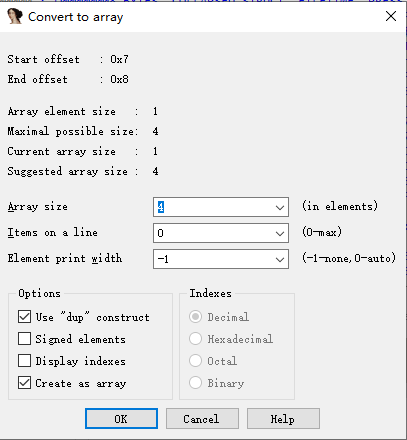 Convert to array
Start offset : 0x7
End offset : 0x8
Array element size : 1
Maximal possible size: 4
Current array size : 1
Suggested array size : 4
Array size 4 (in elements)
Items on a line 0 (0-max)
Element print width -1 (-1-none,0-auto)
Options
Use "dup" construct
Signed elements
Display indexes
Create as array
Indexes
Decimal
Hexadecimal
Octal
Binary
OK Cancel Help